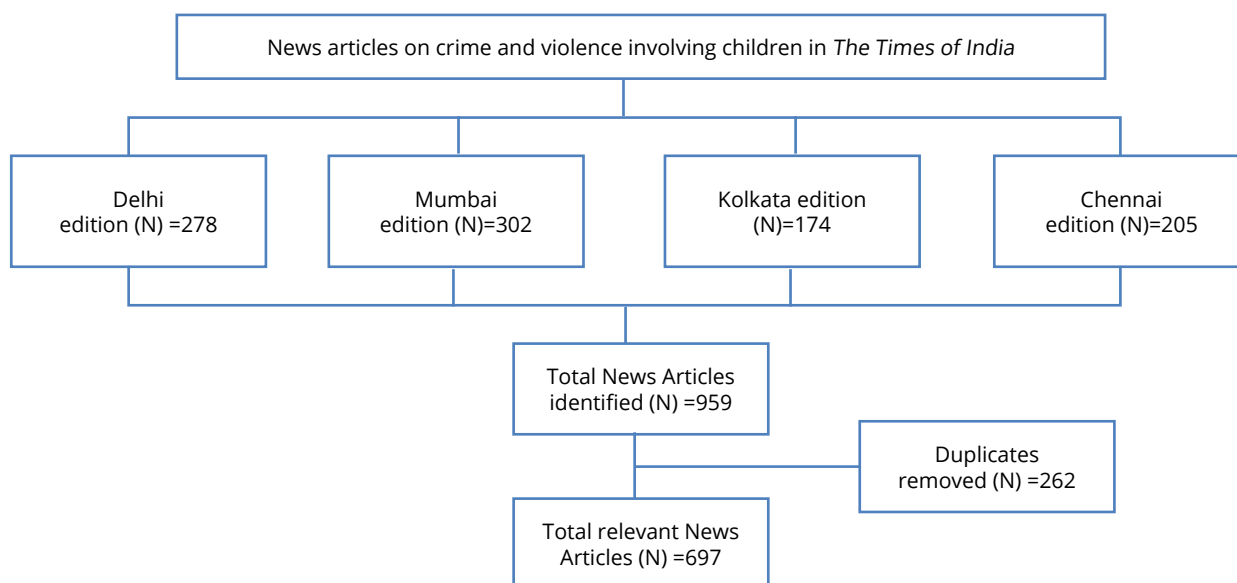 News articles on crime and violence involving children in The Times of India
Delhi
edition (N) =278
Mumbai
edition (N)=302
Kolkata edition
(N)=174
Chennai
edition (N)=205
Total News Articles
identified (N) =959
Duplicates
removed (N) =262
Total relevant News
Articles (N) =697